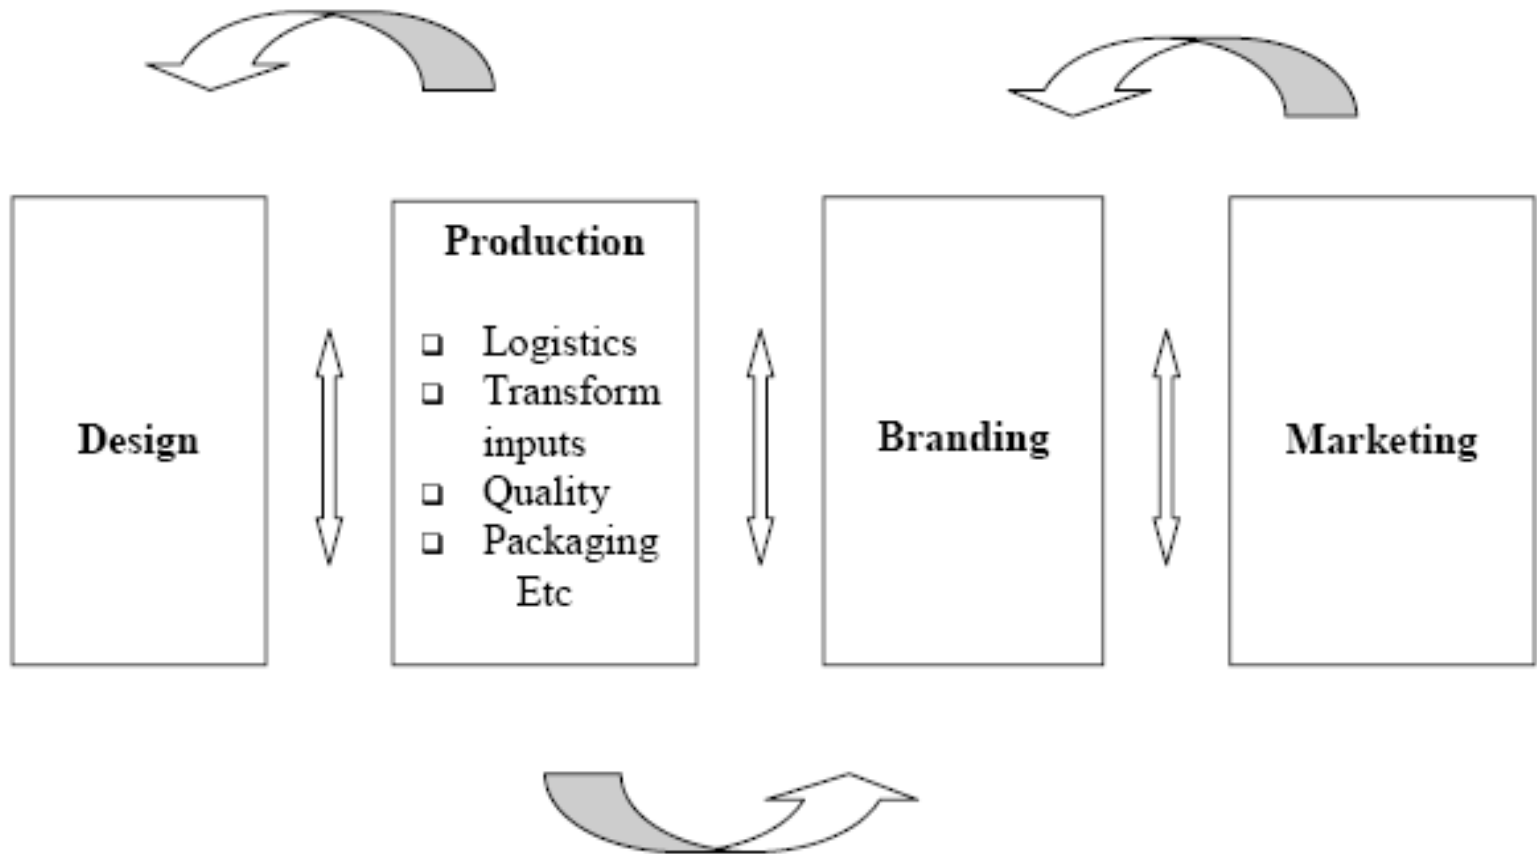 Design
Production
Logistics
Transform
inputs
Quality
Packaging
Etc
Branding
Marketing